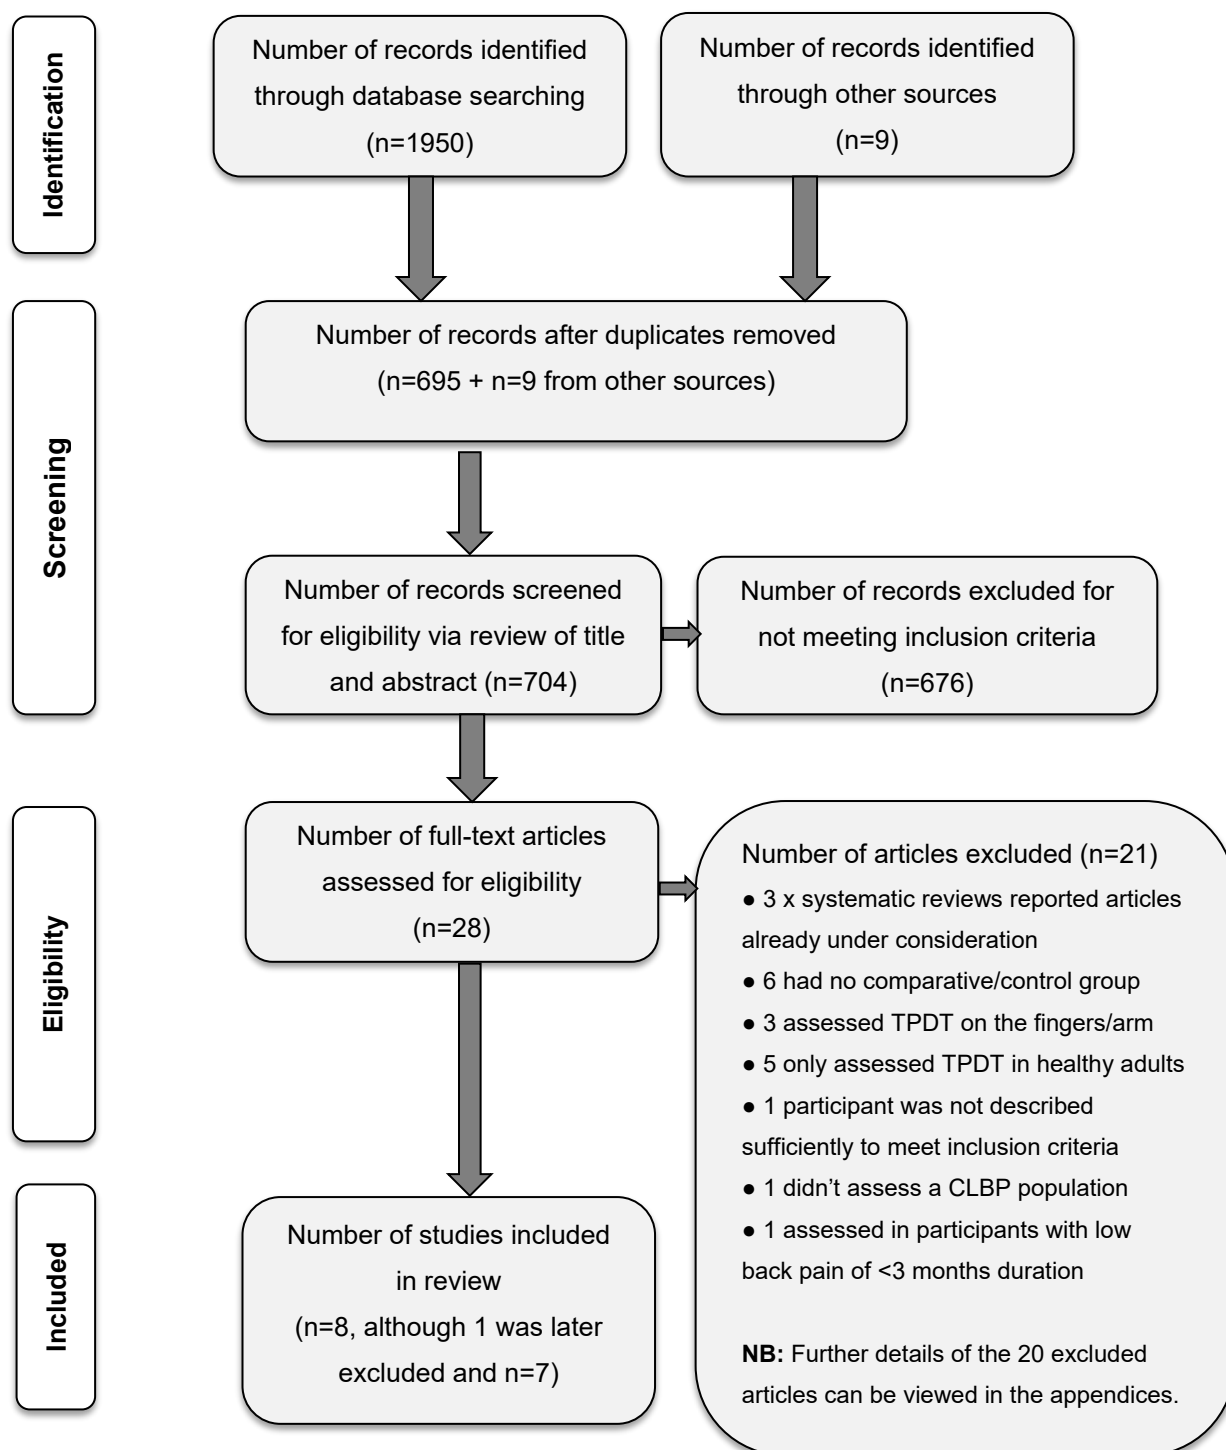 Identification
Number of records identified
through database searching
(n=1950)
Number of records identified
through other sources
(n=9)
Screening
Number of records after duplicates removed
(n=695 + n=9 from other sources)
Number of records screened
for eligibility via review of title
and abstract (n=704)
Number of records excluded for
not meeting inclusion criteria
(n=676)
Eligibility
Number of full-text articles
assessed for eligibility
(n=28)
Number of articles excluded (n=21)
● 3 x systematic reviews reported articles
already under consideration
● 6 had no comparative/control group
● 3 assessed TPDT on the fingers/arm
● 5 only assessed TPDT in healthy adults
● 1 participant was not described
sufficiently to meet inclusion criteria
● 1 didn’t assess a CLBP population
● 1 assessed in participants with low
back pain of <3 months duration
NB: Further details of the 20 excluded
articles can be viewed in the appendices.
Included
Number of studies included
in review
(n=8, although 1 was later
excluded and n=7)